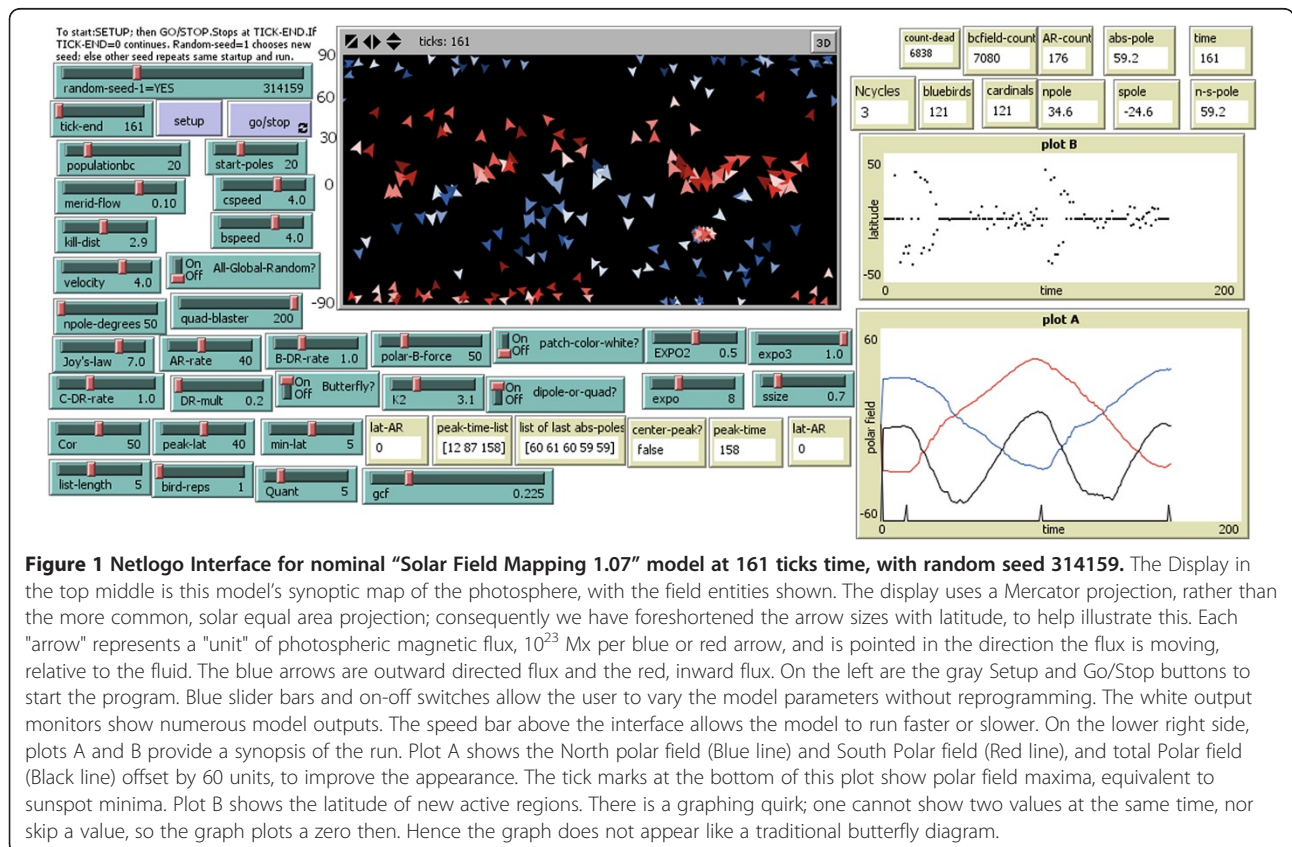 To start:SETUP; then GO/STOP.Stops at TICK-END.If
TICK-END=0 continues. Random-seed=1 chooses new
seed; else other seed repeats same startup and run.
random-seed-1=YES 314159
tick-end 161
setup
go/stop
populationbc 20
start-poles 20
merid-flow 0.10
cspeed 4.0
kill-dist 2.9
bspeed 4.0
velocity 4.0
On
Off
All-Global-Random?
npole-degrees 50
quad-blaster 200
90
60
30
0
-90
ticks: 161
3D
count-dead
6838
bcfield-count
7080
AR-count
176
abs-pole
59.2
time
161
Ncycles
3
bluebirds
121
cardinals
121
npole
34.6
spole
-24.6
n-s-pole
59.2
plot B
50
latitude
-50
0
time
200
Joy's-law 7.0
AR-rate 40
B-DR-rate 1.0
polar-B-force 50
On
Off
patch-color-white?
EXPO2 0.5
expo3 1.0
C-DR-rate 1.0
DR-mult 0.2
On
Off
Butterfly?
K2 3.1
On
Off
dipole-or-quad?
expo 8
ssize 0.7
Cor 50
peak-lat 40
min-lat 5
lat-AR
0
peak-time-list
[12 87 158]
list of last abs-poles
[60 61 60 59 59]
center-peak?
false
peak-time
158
lat-AR
0
list-length 5
bird-reps 1
Quant 5
gcf 0.225
plot A
60
polar field
-60
0
time
200
Figure 1 Netlogo Interface for nominal “Solar Field Mapping 1.07” model at 161 ticks time, with random seed 314159. The Display in
the top middle is this model's synoptic map of the photosphere, with the field entities shown. The display uses a Mercator projection, rather than
the more common, solar equal area projection; consequently we have foreshortened the arrow sizes with latitude, to help illustrate this. Each
"arrow" represents a "unit" of photospheric magnetic flux, 10²³ Mx per blue or red arrow, and is pointed in the direction the flux is moving,
relative to the fluid. The blue arrows are outward directed flux and the red, inward flux. On the left are the gray Setup and Go/Stop buttons to
start the program. Blue slider bars and on-off switches allow the user to vary the model parameters without reprogramming. The white output
monitors show numerous model outputs. The speed bar above the interface allows the model to run faster or slower. On the lower right side,
plots A and B provide a synopsis of the run. Plot A shows the North polar field (Blue line) and South Polar field (Red line), and total Polar field
(Black line) offset by 60 units, to improve the appearance. The tick marks at the bottom of this plot show polar field maxima, equivalent to
sunspot minima. Plot B shows the latitude of new active regions. There is a graphing quirk; one cannot show two values at the same time, nor
skip a value, so the graph plots a zero then. Hence the graph does not appear like a traditional butterfly diagram.